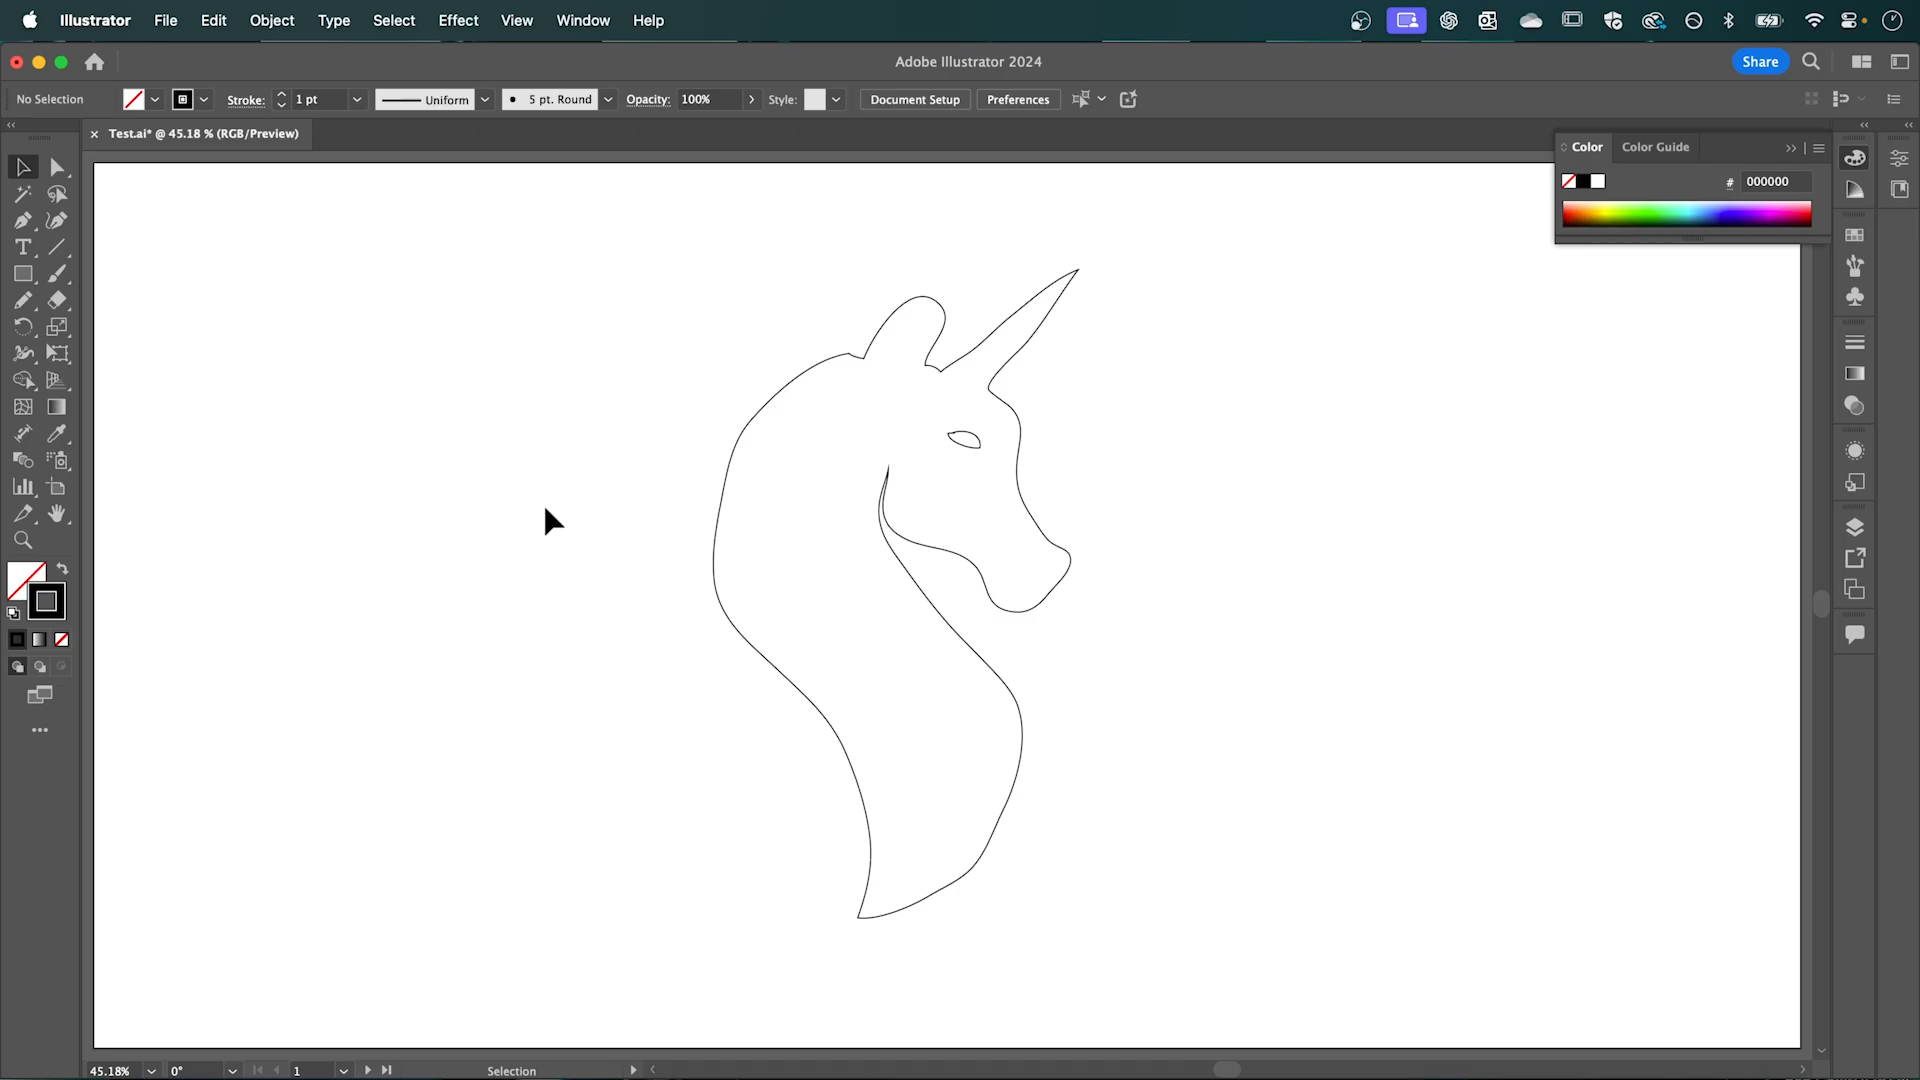 Illustrator File Edit Object Type Select Effect View Window Help
Adobe Illustrator 2024
Share
No Selection Stroke: 1 pt Uniform 5 pt. Round Opacity: 100% Style: Document Setup Preferences
Test.ai* @ 45.18 % (RGB/Preview)
Color Color Guide
# 000000
45.18% 0° 1 Selection